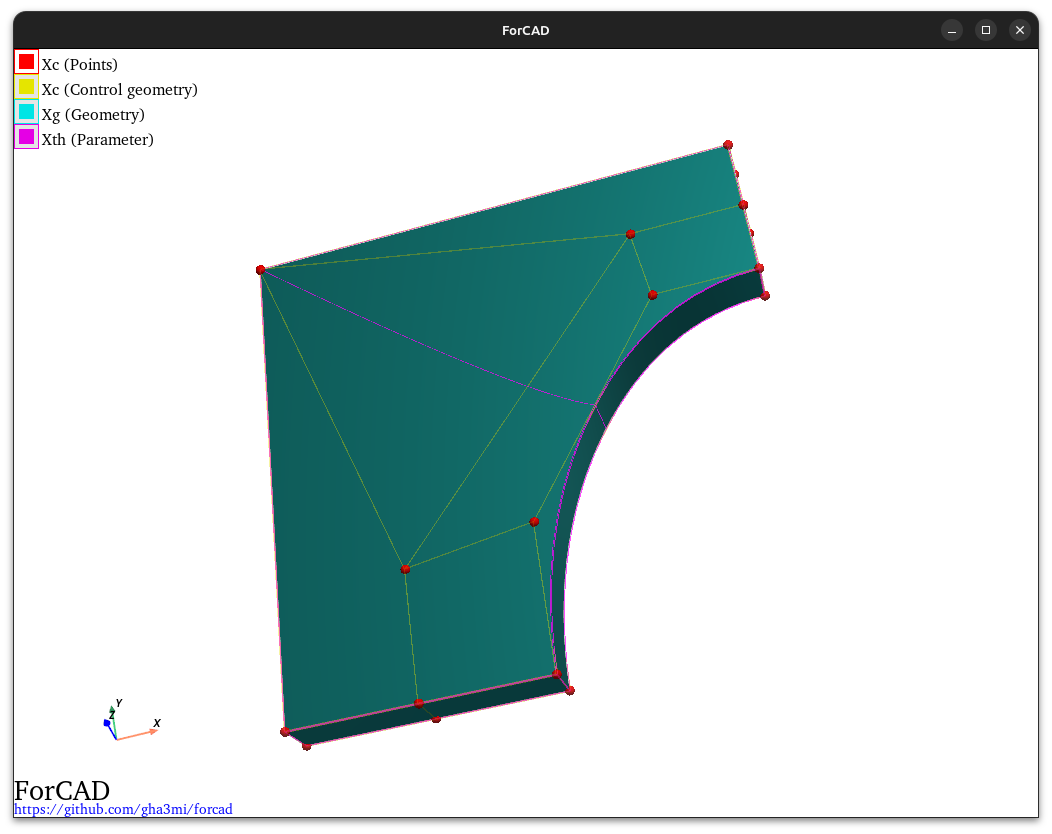 ForCAD
Xc (Points)
Xc (Control geometry)
Xg (Geometry)
Xth (Parameter)
Y
Z
X
ForCAD
https://github.com/gha3mi/forcad